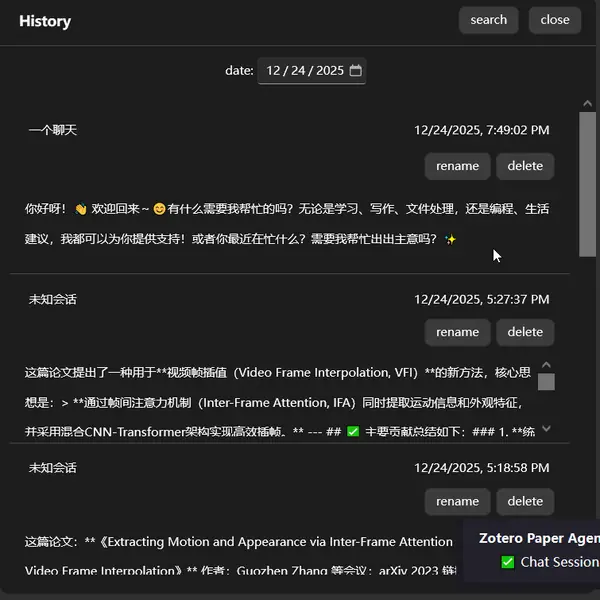 History
search
close
date: 12 / 24 / 2025
一个聊天
12/24/2025, 7:49:02 PM
rename
delete
你好呀！👋 欢迎回来~ 😊有什么需要我帮忙的吗？无论是学习、写作、文件处理，还是编程、生活
建议，我都可以为你提供支持！或者你最近在忙什么？需要我帮忙出出主意吗？✨
未知会话
12/24/2025, 5:27:37 PM
rename
delete
这篇论文提出了一种用于**视频帧插值（Video Frame Interpolation, VFI）**的新方法，核心思
想是：> **通过帧间注意力机制（Inter-Frame Attention, IFA）同时提取运动信息和外观特征，
并采用混合CNN-Transformer架构实现高效插帧。** --- ## ✅ 主要贡献总结如下：### 1. **统
未知会话
12/24/2025, 5:18:58 PM
rename
delete
这篇论文：**《Extracting Motion and Appearance via Inter-Frame Attention
Video Frame Interpolation》** 作者：Guozhen Zhang 等会议：arXiv 2023
Zotero Paper Agen
✅ Chat Session